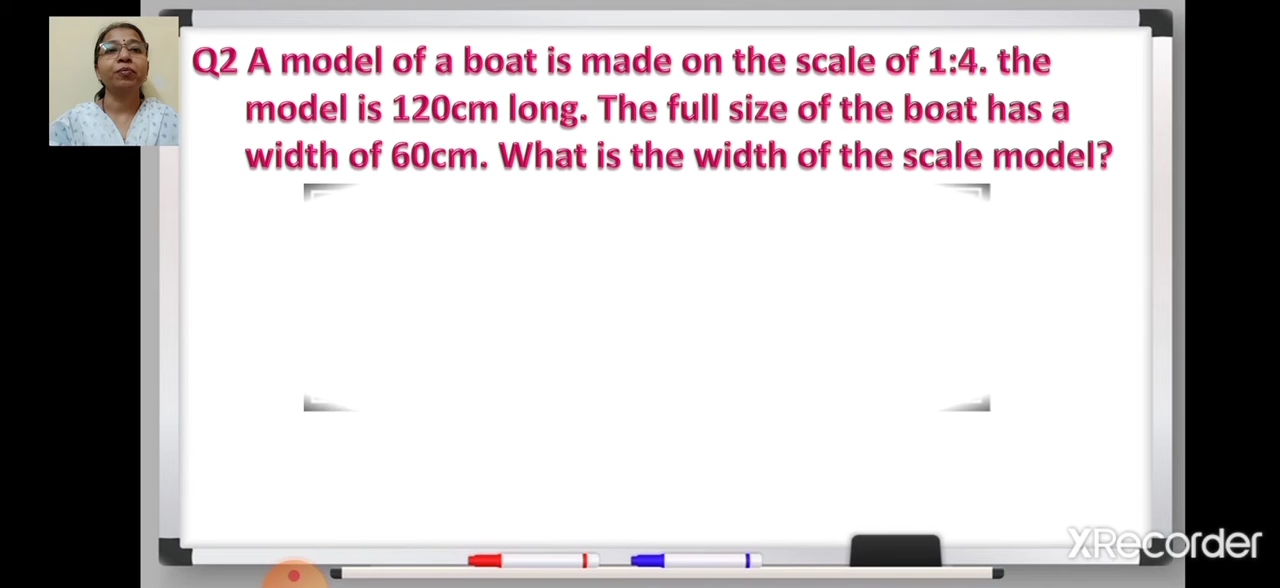 Q2 A model of a boat is made on the scale of 1:4. the
model is 120cm long. The full size of the boat has a
width of 60cm. What is the width of the scale model?
XRecorder